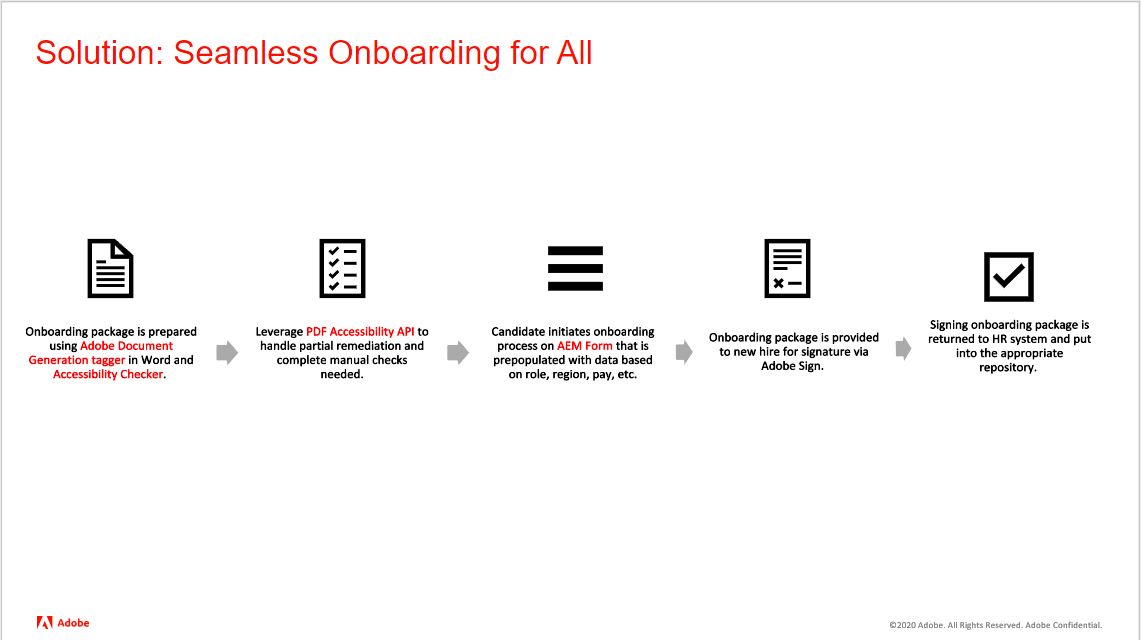 Solution: Seamless Onboarding for All
Onboarding package is prepared
using Adobe Document
Generation tagger in Word and
Accessibility Checker.
Leverage PDF Accessibility API to
handle partial remediation and
complete manual checks
needed.
Candidate initiates onboarding
process on AEM Form that is
prepopulated with data based
on role, region, pay, etc.
Onboarding package is provided
to new hire for signature via
Adobe Sign.
Signing onboarding package is
returned to HR system and put
into the appropriate
repository.
Adobe
©2020 Adobe. All Rights Reserved. Adobe Confidential.